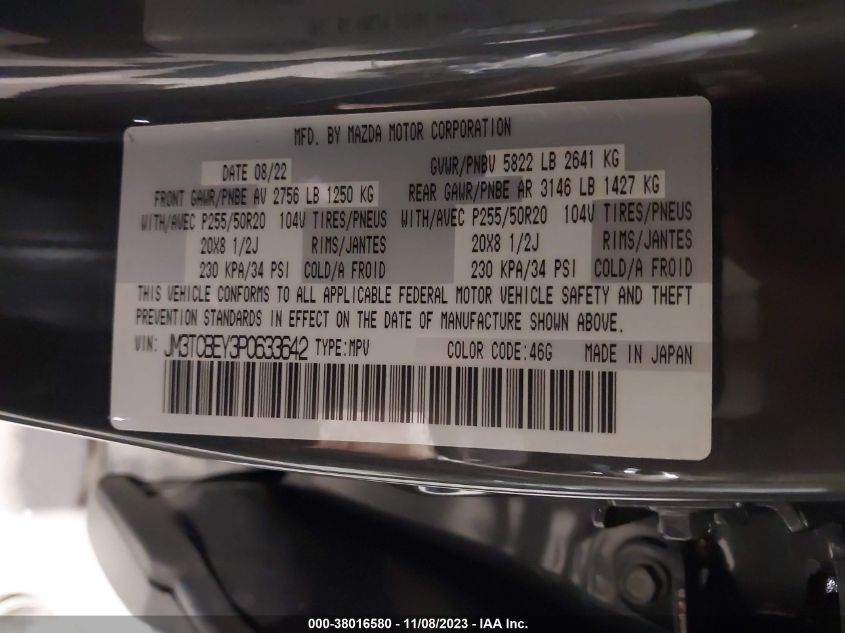 MFD. BY MAZDA MOTOR CORPORATION
DATE 08/22 GVWR/PNBV 5822 LB 2641 KG
FRONT GAWR/PNBE AV 2756 LB 1250 KG REAR GAWR/PNBE AR 3146 LB 1427 KG
WITH/AVEC P255/50R20 104V TIRES/PNEUS WITH/AVEC P255/50R20 104V TIRES/PNEUS
20X8 1/2J RIMS/JANTES 20X8 1/2J RIMS/JANTES
230 KPA/34 PSI COLD/A FROID 230 KPA/34 PSI COLD/A FROID
THIS VEHICLE CONFORMS TO ALL APPLICABLE FEDERAL MOTOR VEHICLE SAFETY AND THEFT
PREVENTION STANDARDS IN EFFECT ON THE DATE OF MANUFACTURE SHOWN ABOVE.
VIN: JM3TCBEY3P0633642 TYPE:MPV COLOR CODE:46G MADE IN JAPAN
000-38016580 - 11/08/2023 - IAA Inc.